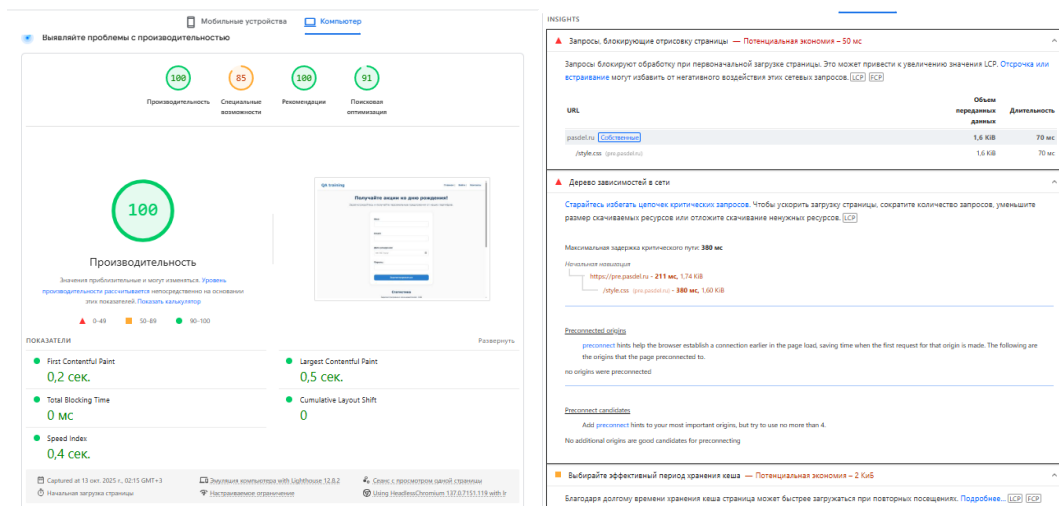 Мобильные устройства
Компьютер
Выявляйте проблемы с производительностью
100
85
100
91
Производительность
Специальные возможности
Рекомендации
Поисковая оптимизация
100
Производительность
Значения приблизительные и могут изменяться. Уровень
производительности рассчитывается непосредственно на основании
этих показателей. Показать калькулятор
0–49
50–89
90–100
Получайте акции на день рождения!
ПОКАЗАТЕЛИ
Развернуть
First Contentful Paint
0,2 сек.
Largest Contentful Paint
0,5 сек.
Total Blocking Time
0 мс
Cumulative Layout Shift
0
Speed Index
0,4 сек.
Captured at 13 окт. 2025 г., 02:15 GMT+3
Эмуляция компьютера with Lighthouse 12.8.2
Сеанс с просмотром одной страницы
Начальная загрузка страницы
Настраиваемое ограничение
Using HeadlessChromium 137.0.7151.119 with lr
INSIGHTS
Запросы, блокирующие отрисовку страницы — Потенциальная экономия – 50 мс
Запросы блокируют обработку при первоначальной загрузке страницы. Это может привести к увеличению значения LCP. Отсрочка или
встраивание могут избавить от негативного воздействия этих сетевых запросов. LCP FCP
URL
Объем переданных данных
Длительность
pasdel.ru Собственные
1,6 KiB
70 мс
/style.css (pre.pasdel.ru)
1,6 KiB
70 мс
Дерево зависимостей в сети
Старайтесь избегать цепочек критических запросов. Чтобы ускорить загрузку страницы, сократите количество запросов, уменьшите
размер скачиваемых ресурсов или отложите скачивание ненужных ресурсов. LCP
Максимальная задержка критического пути: 380 мс
Начальная навигация
https://pre.pasdel.ru - 211 мс, 1,74 KiB
/style.css (pre.pasdel.ru) - 380 мс, 1,60 KiB
Preconnected origins
preconnect hints help the browser establish a connection earlier in the page load, saving time when the first request for that origin is made. The following are
the origins that the page preconnected to.
no origins were preconnected
Preconnect candidates
Add preconnect hints to your most important origins, but try to use no more than 4.
No additional origins are good candidates for preconnecting
Выбирайте эффективный период хранения кеша — Потенциальная экономия – 2 КиБ
Благодаря долгому времени хранения кеша страница может быстрее загружаться при повторных посещениях. Подробнее... LCP FCP